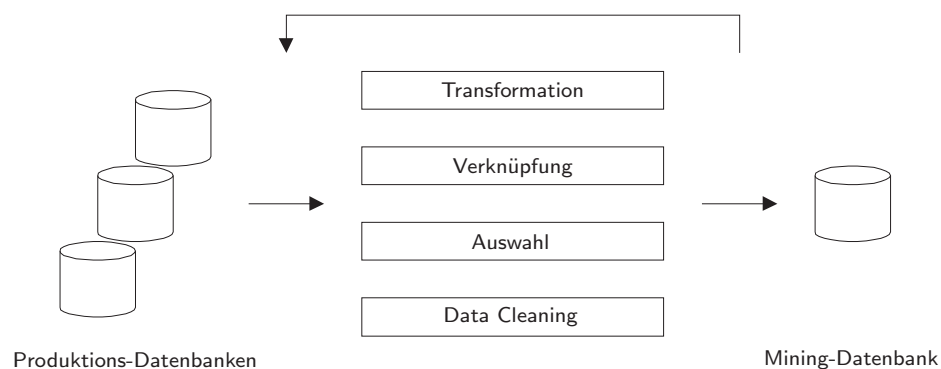 Transformation
Verknüpfung
Auswahl
Data Cleaning
Produktions-Datenbanken
Mining-Datenbank